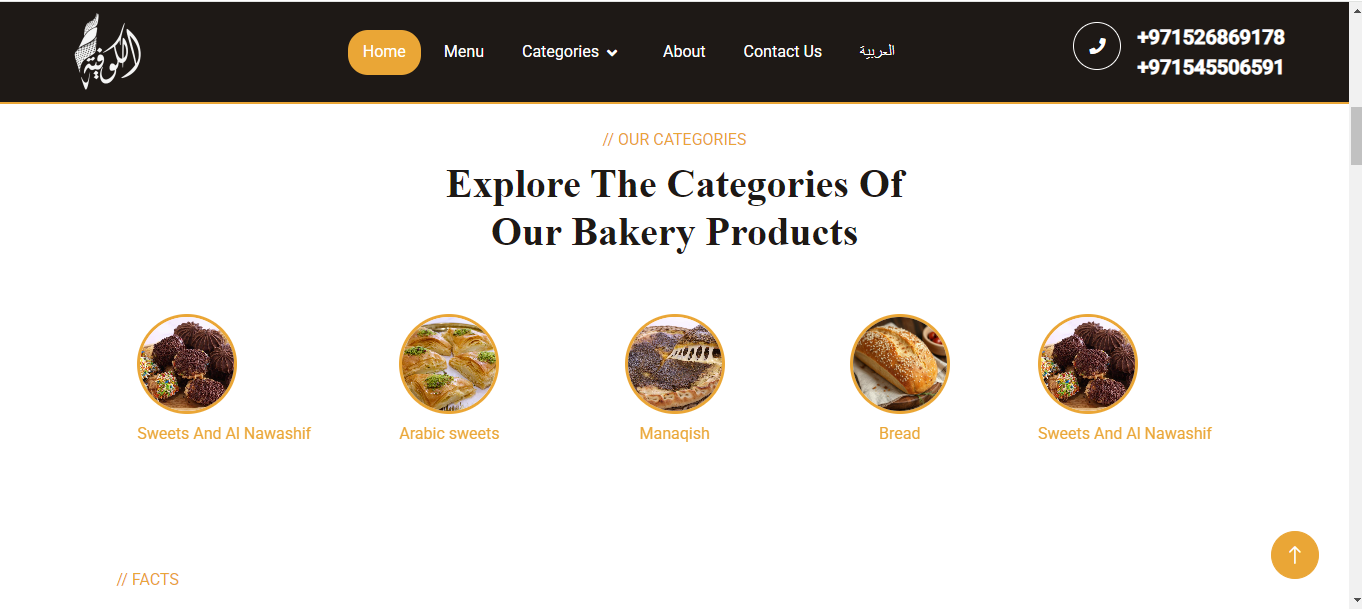 الكوفية
Home
Menu
Categories
About
Contact Us
العربية
+971526869178
+971545506591
// OUR CATEGORIES
Explore The Categories Of
Our Bakery Products
Sweets And Al Nawashif
Arabic sweets
Manaqish
Bread
Sweets And Al Nawashif
// FACTS